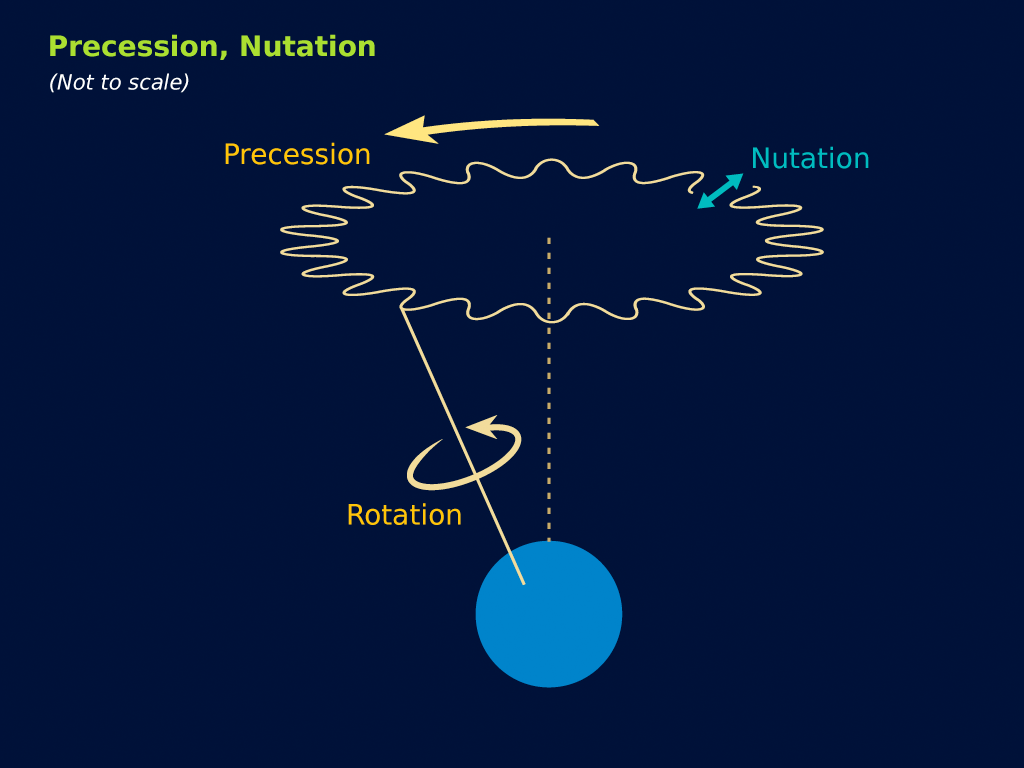 Precession, Nutation
(Not to scale)
Precession
Nutation
Rotation